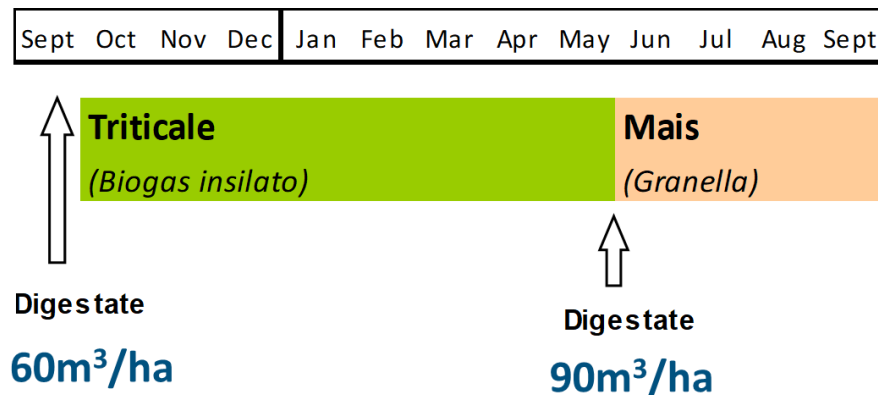 Sept Oct Nov Dec Jan Feb Mar Apr May Jun Jul Aug Sept
Triticale
(Biogas insilato)
Mais
(Granella)
Digestate
60m³/ha
Digestate
90m³/ha